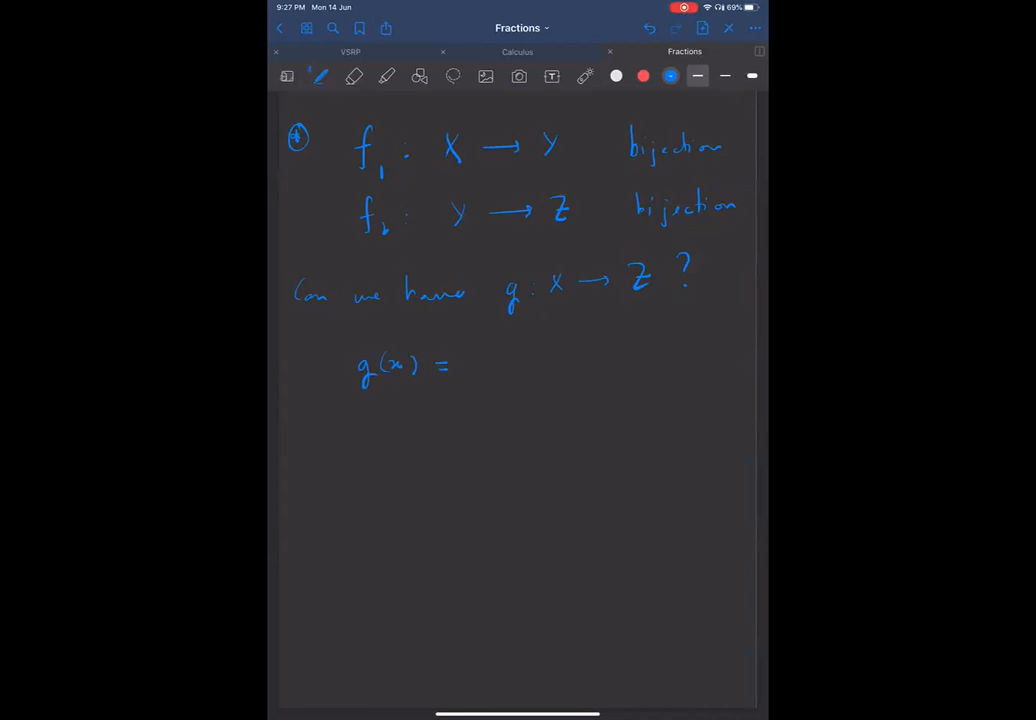 9:27 PM Mon 14 Jun 69%
Fractions
VSRP Calculus Fractions
* f₁ : X → Y bijection
f₂ : Y → Z bijection
Can we have g : X → Z ?
g(x) =